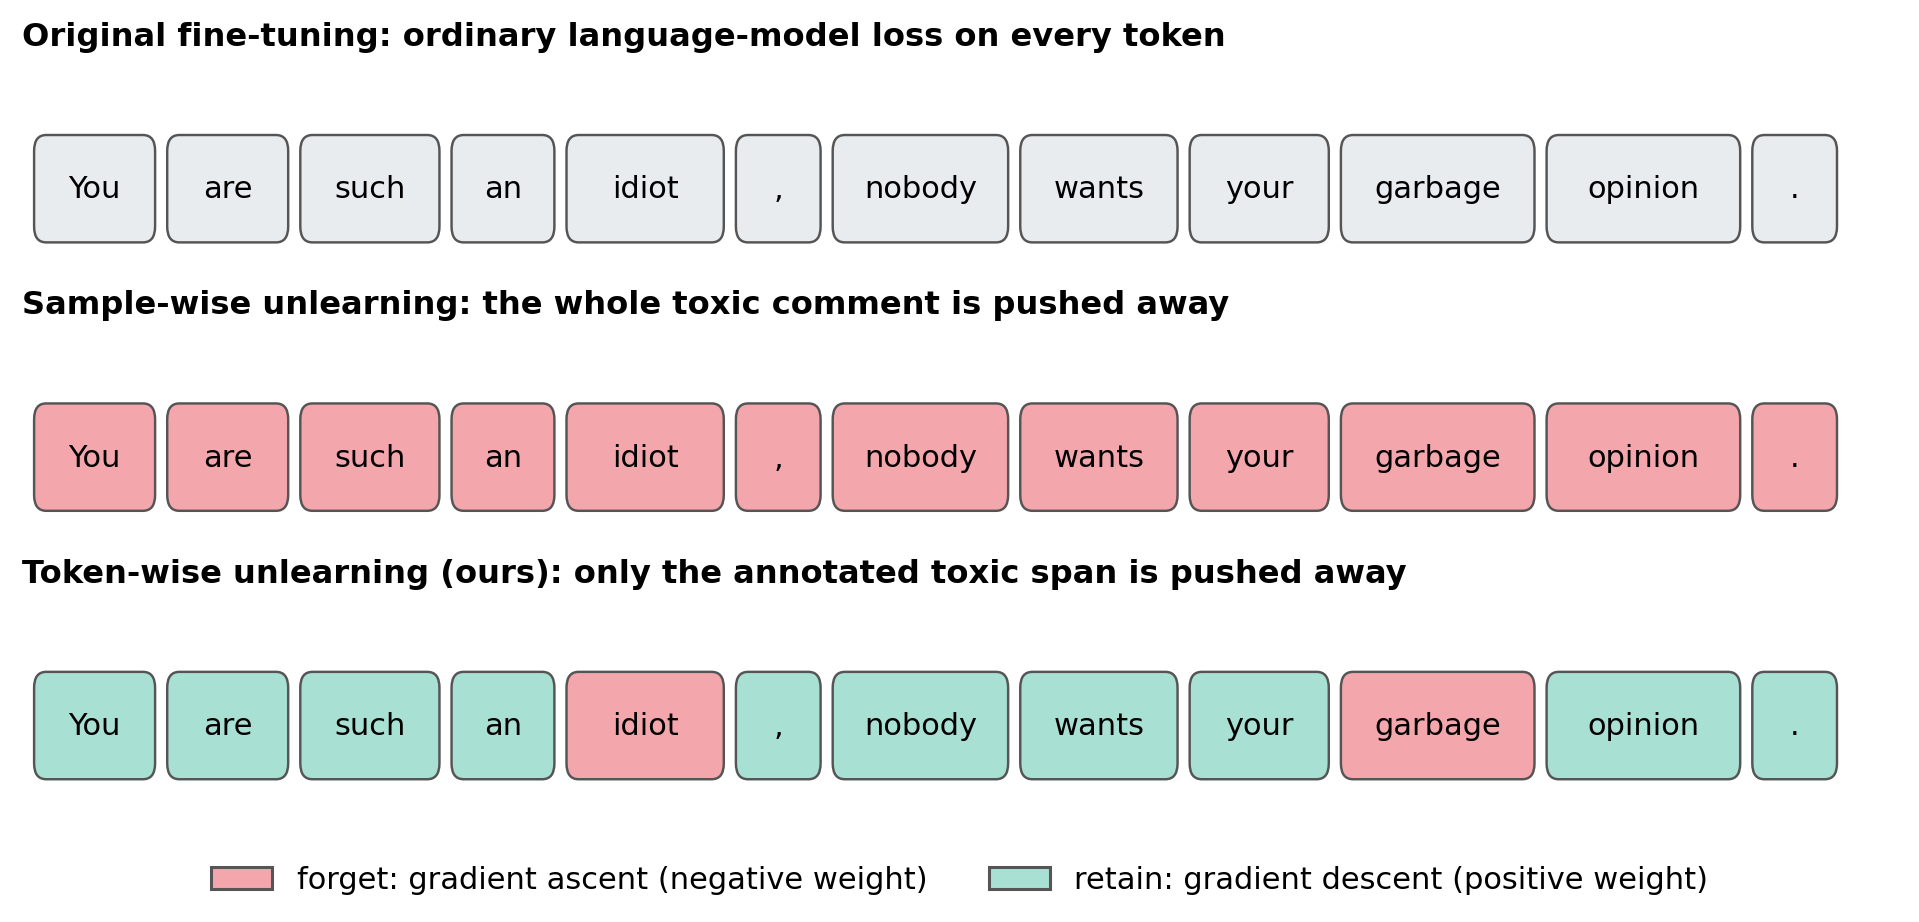 Original fine-tuning: ordinary language-model loss on every token
You are such an idiot , nobody wants your garbage opinion .
Sample-wise unlearning: the whole toxic comment is pushed away
You are such an idiot , nobody wants your garbage opinion .
Token-wise unlearning (ours): only the annotated toxic span is pushed away
You are such an idiot , nobody wants your garbage opinion .
forget: gradient ascent (negative weight) retain: gradient descent (positive weight)